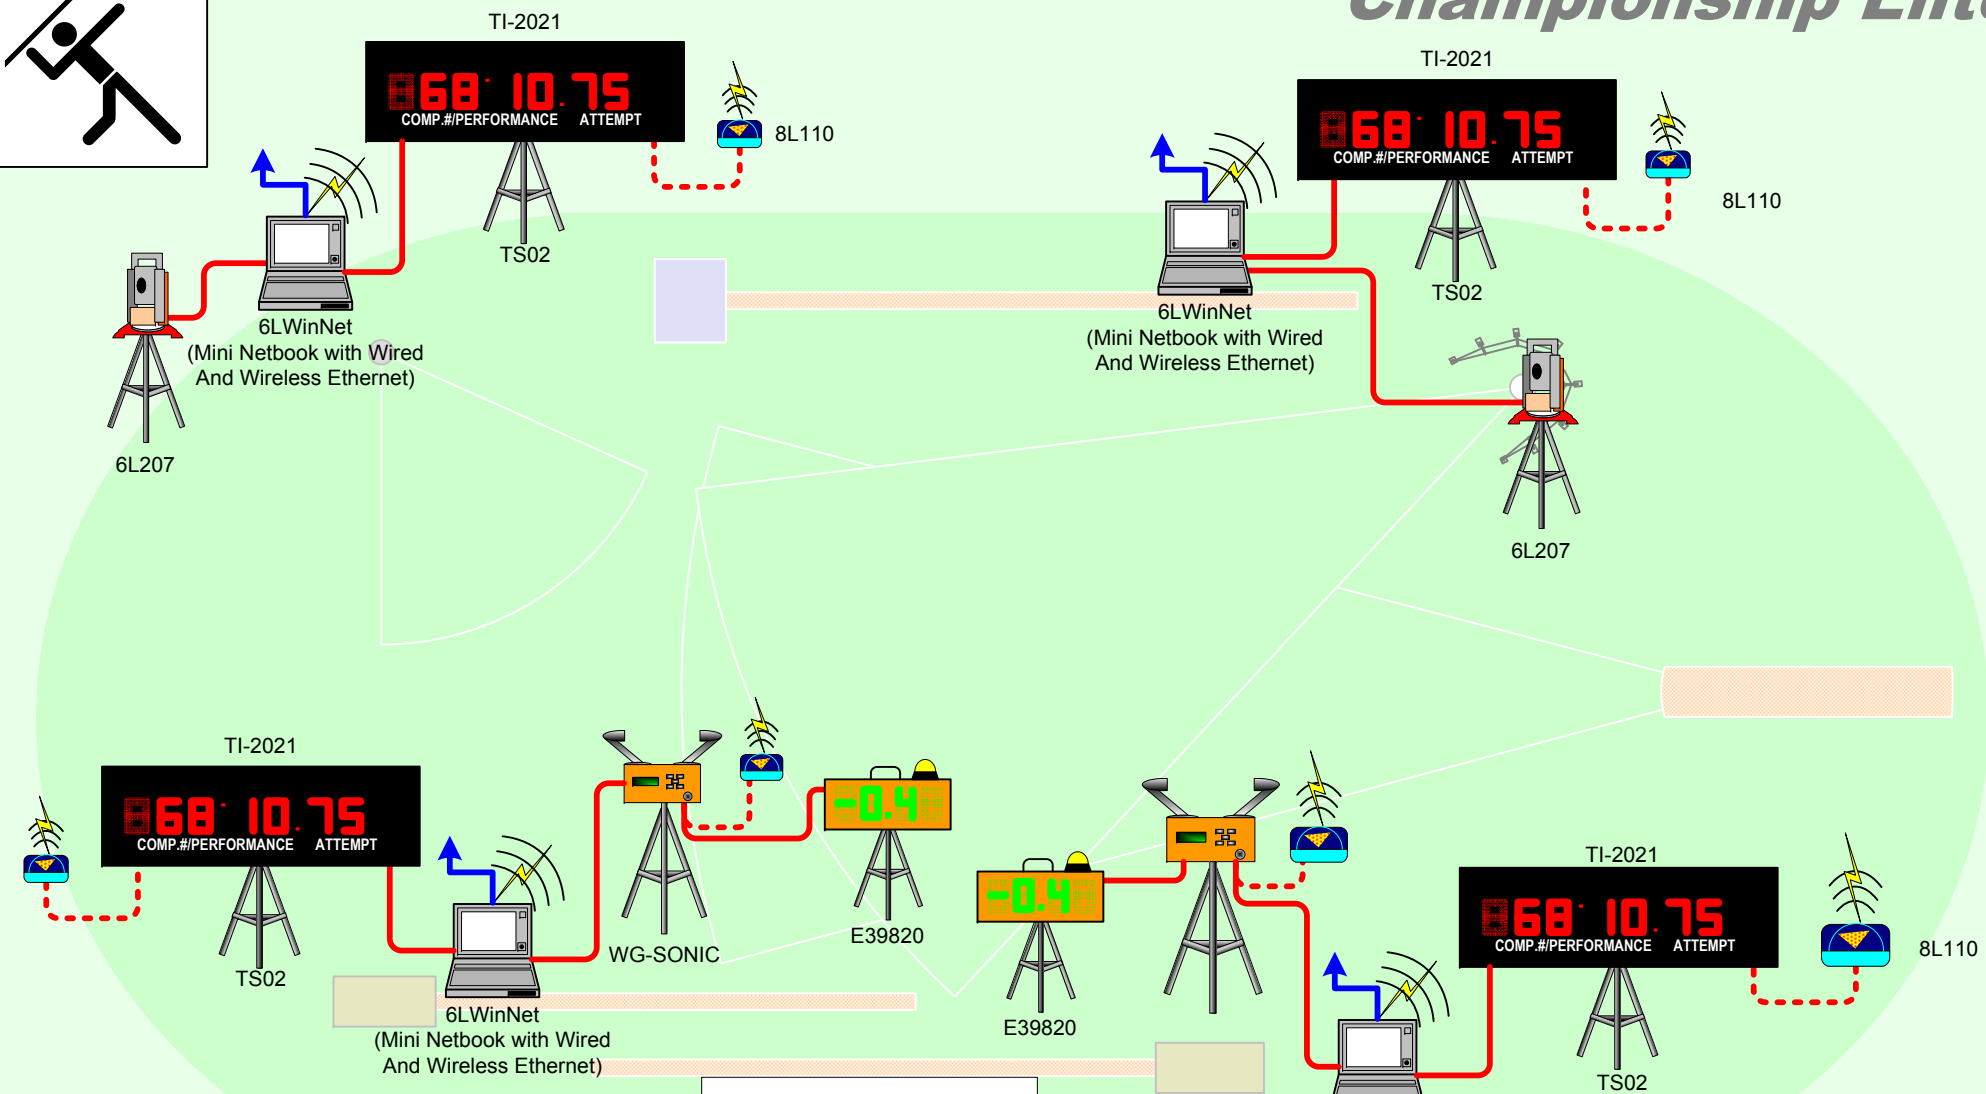 Championship
TI-2021
68 10.75
COMP.#/PERFORMANCE ATTEMPT
8L110
TS02
6LWinNet
(Mini Netbook with Wired
And Wireless Ethernet)
6L207
TI-2021
68 10.75
COMP.#/PERFORMANCE ATTEMPT
8L110
TS02
6LWinNet
(Mini Netbook with Wired
And Wireless Ethernet)
6L207
TI-2021
68 10.75
COMP.#/PERFORMANCE ATTEMPT
TS02
6LWinNet
(Mini Netbook with Wired
And Wireless Ethernet)
WG-SONIC
-0.4
E39820
-0.4
E39820
TI-2021
68 10.75
COMP.#/PERFORMANCE ATTEMPT
8L110
TS02